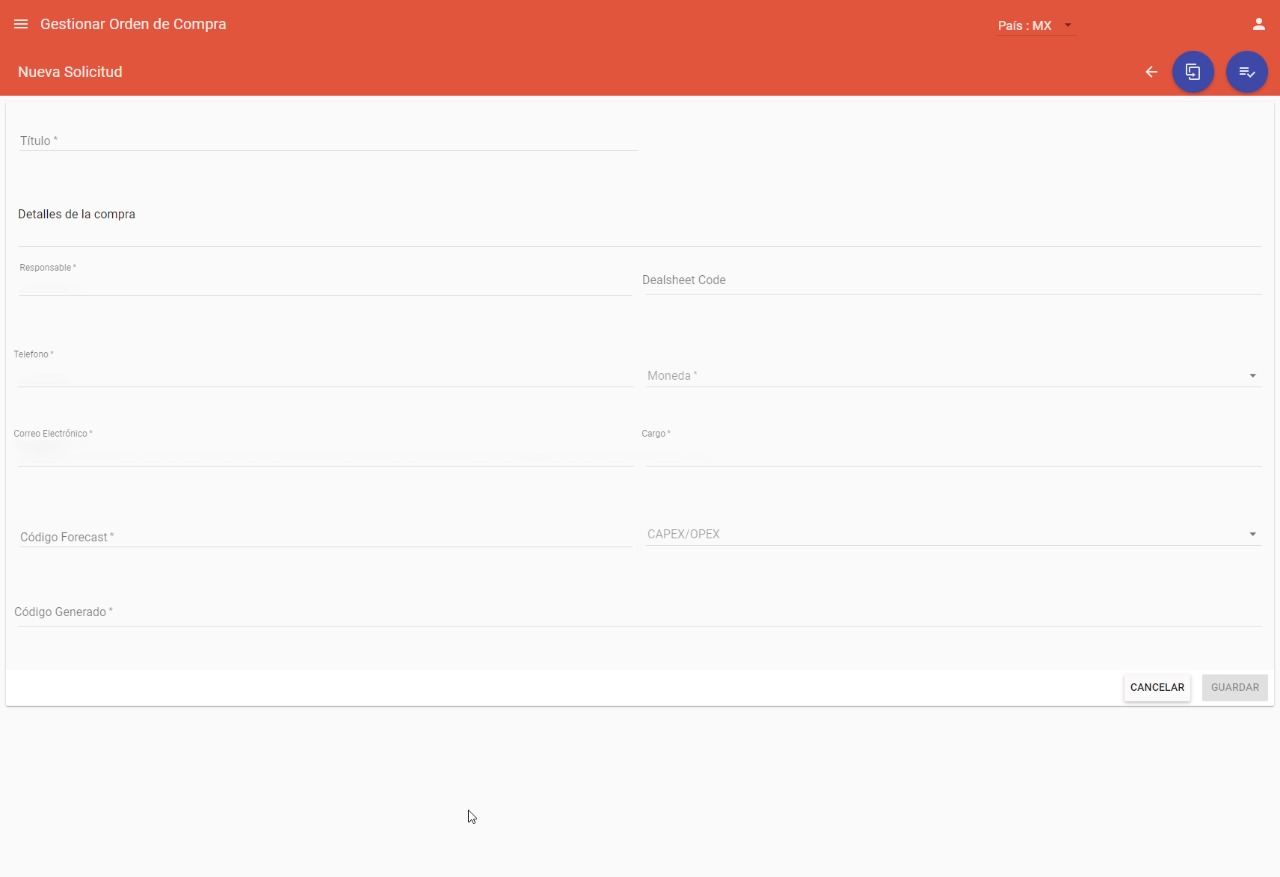 Gestionar Orden de Compra
País : MX
Nueva Solicitud
Título *
Detalles de la compra
Responsable *
Dealsheet Code
Telefono *
Moneda *
Correo Electrónico *
Cargo *
Código Forecast *
CAPEX/OPEX
Código Generado *
CANCELAR
GUARDAR